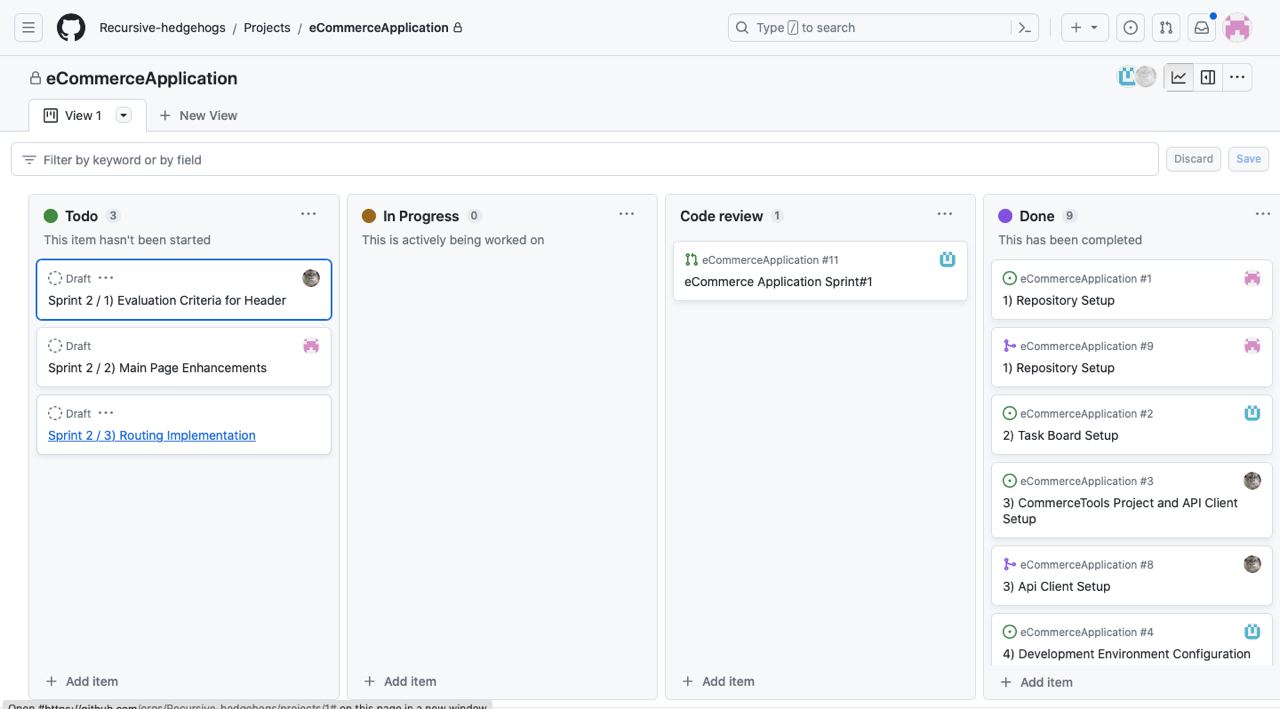 Recursive-hedgehogs / Projects / eCommerceApplication
Type / to search
eCommerceApplication
View 1
New View
Filter by keyword or by field
Discard
Save
Todo 3
This item hasn't been started
Draft
Sprint 2 / 1) Evaluation Criteria for Header
Draft
Sprint 2 / 2) Main Page Enhancements
Draft
Sprint 2 / 3) Routing Implementation
Add item
In Progress 0
This is actively being worked on
Add item
Code review 1
eCommerceApplication #11
eCommerce Application Sprint#1
Add item
Done 9
This has been completed
eCommerceApplication #1
1) Repository Setup
eCommerceApplication #9
1) Repository Setup
eCommerceApplication #2
2) Task Board Setup
eCommerceApplication #3
3) CommerceTools Project and API Client
Setup
eCommerceApplication #8
3) Api Client Setup
eCommerceApplication #4
4) Development Environment Configuration
Add item
Open #https://github.com/orgs/Recursive-hedgehogs/projects/1# on this page in a new window